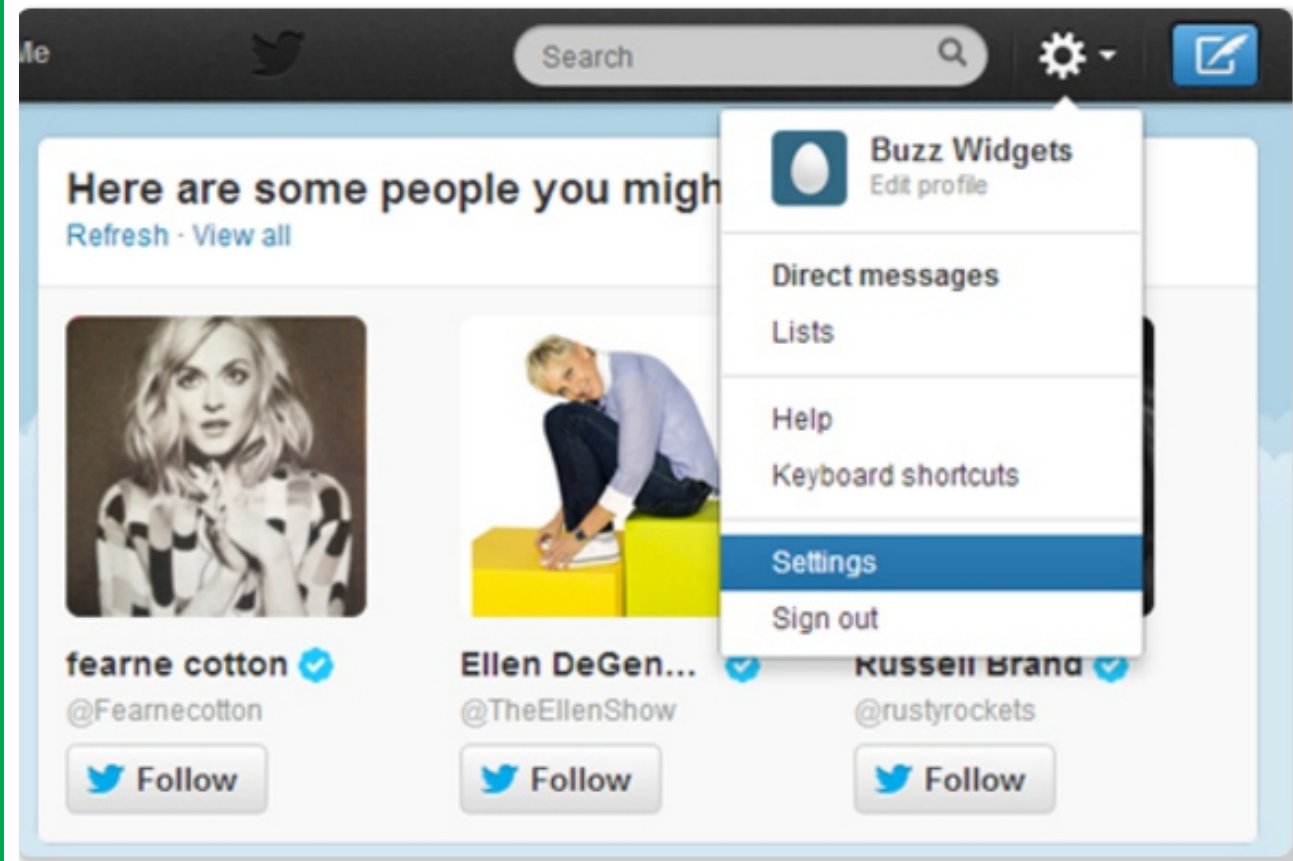 Me
Search
Buzz Widgets
Edit profile
Here are some people you migh
Refresh · View all
Direct messages
Lists
Help
Keyboard shortcuts
Settings
Sign out
fearne cotton
@Fearnecotton
Follow
Ellen DeGen...
@TheEllenShow
Follow
Russell Brand
@rustyrockets
Follow